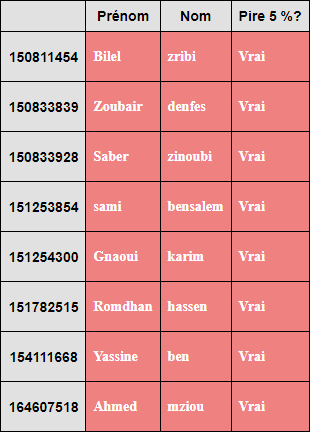 Prénom Nom Pire 5 %?
150811454 Bilel zribi Vrai
150833839 Zoubair denfes Vrai
150833928 Saber zinoubi Vrai
151253854 sami bensalem Vrai
151254300 Gnaoui karim Vrai
151782515 Romdhan hassen Vrai
154111668 Yassine ben Vrai
164607518 Ahmed mziou Vrai